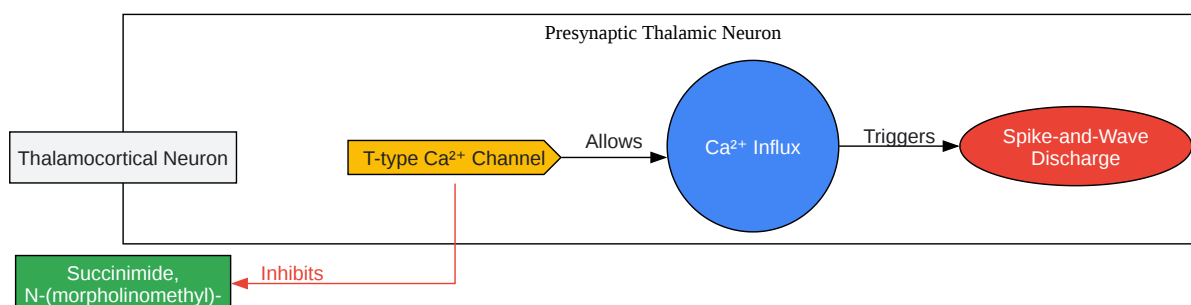 Presynaptic Thalamic Neuron
Thalamocortical Neuron
T-type Ca²⁺ Channel
Allows
Ca²⁺ Influx
Triggers
Spike-and-Wave
Discharge
Succinimide,
N-(morpholinomethyl)-
Inhibits